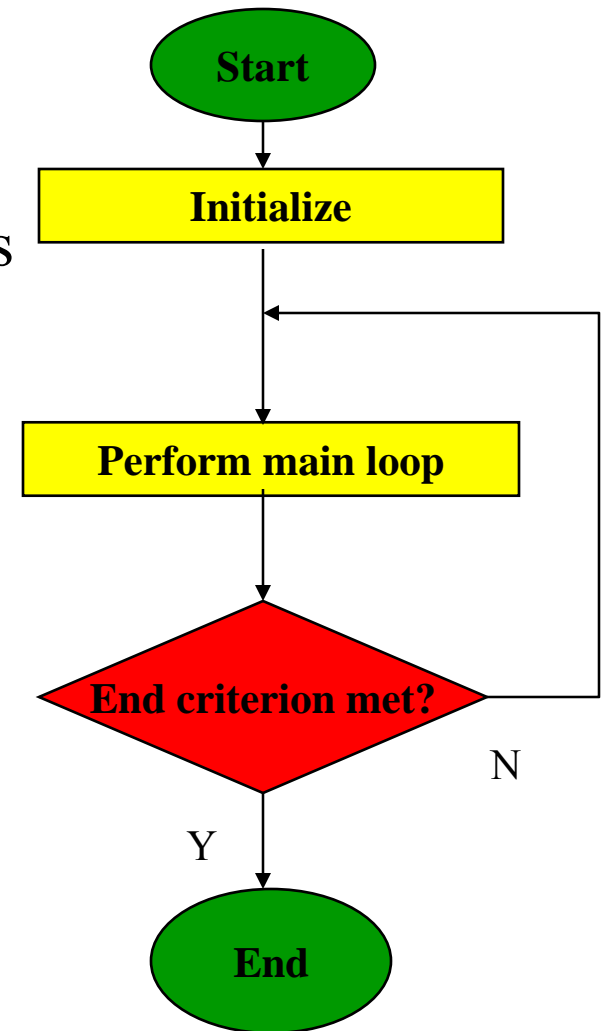 Start
Initialize
s
Perform main loop
End criterion met?
N
Y
End